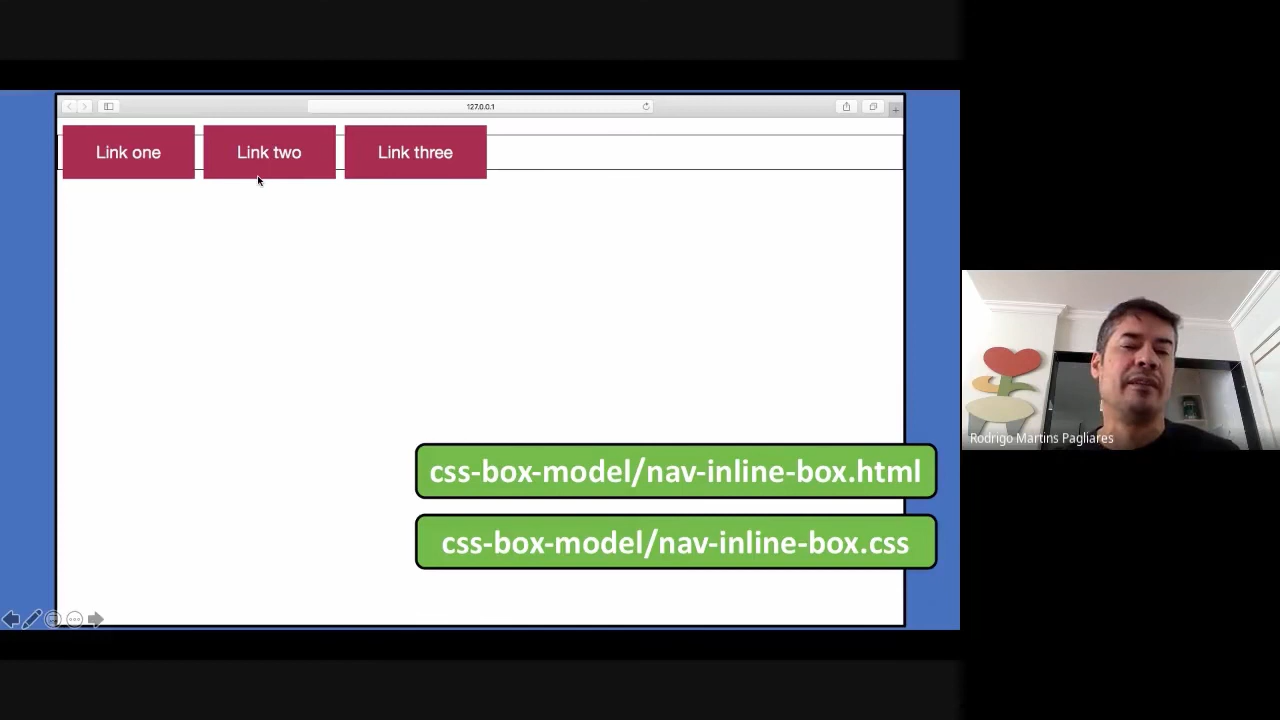 127.0.0.1
Link one
Link two
Link three
Rodrigo Martins Pagliares
css-box-model/nav-inline-box.html
css-box-model/nav-inline-box.css